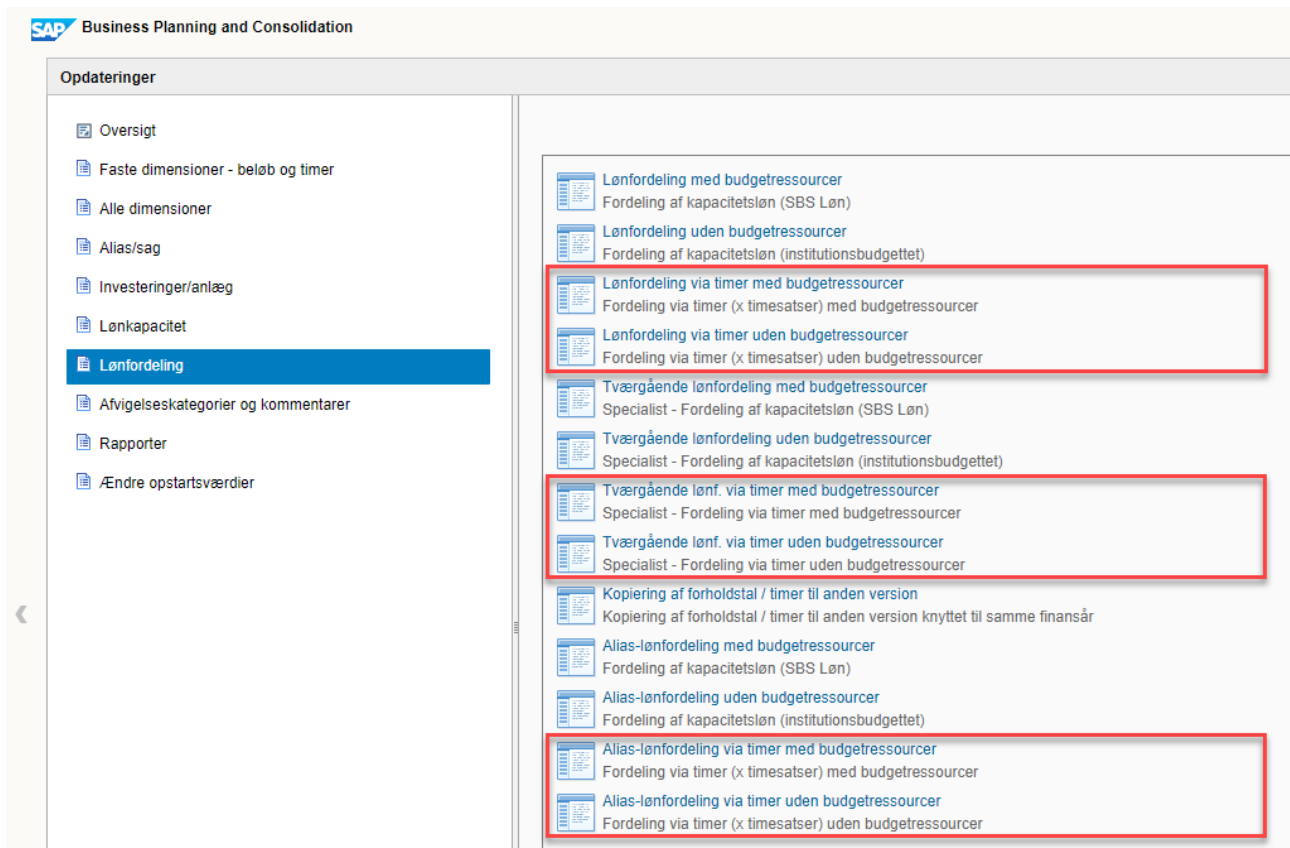 SAP Business Planning and Consolidation
Opdateringer
Oversigt
Faste dimensioner - beløb og timer
Alle dimensioner
Alias/sag
Investeringer/anlæg
Lønkapacitet
Lønfordeling
Afvigelseskategorier og kommentarer
Rapporter
Ændre opstartsværdier
Lønfordeling med budgetressourcer
Fordeling af kapacitetsløn (SBS Løn)
Lønfordeling uden budgetressourcer
Fordeling af kapacitetsløn (institutionsbudgettet)
Lønfordeling via timer med budgetressourcer
Fordeling via timer (x timesatser) med budgetressourcer
Lønfordeling via timer uden budgetressourcer
Fordeling via timer (x timesatser) uden budgetressourcer
Tværgående lønfordeling med budgetressourcer
Specialist - Fordeling af kapacitetsløn (SBS Løn)
Tværgående lønfordeling uden budgetressourcer
Specialist - Fordeling af kapacitetsløn (institutionsbudgettet)
Tværgående lønf. via timer med budgetressourcer
Specialist - Fordeling via timer med budgetressourcer
Tværgående lønf. via timer uden budgetressourcer
Specialist - Fordeling via timer uden budgetressourcer
Kopiering af forholdstal / timer til anden version
Kopiering af forholdstal / timer til anden version knyttet til samme finansår
Alias-lønfordeling med budgetressourcer
Fordeling af kapacitetsløn (SBS Løn)
Alias-lønfordeling uden budgetressourcer
Fordeling af kapacitetsløn (institutionsbudgettet)
Alias-lønfordeling via timer med budgetressourcer
Fordeling via timer (x timesatser) med budgetressourcer
Alias-lønfordeling via timer uden budgetressourcer
Fordeling via timer (x timesatser) uden budgetressourcer